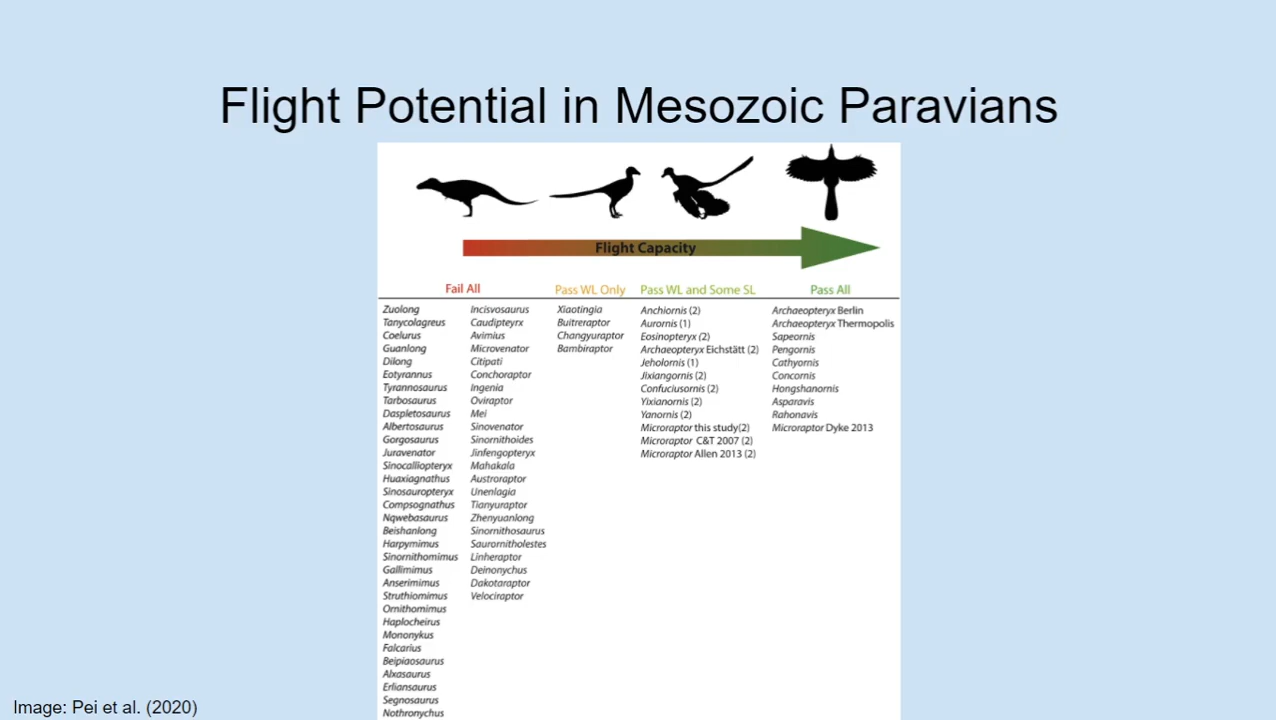 Flight Potential in Mesozoic Paravians
Flight Capacity
Fail All
Pass WL Only
Pass WL and Some SL
Pass All
Zuolong
Tanycolagreus
Coelurus
Guanlong
Dilong
Eotyrannus
Tyrannosaurus
Tarbosaurus
Daspletosaurus
Albertosaurus
Gorgosaurus
Juravenator
Sinocalliopteryx
Huaxiagnathus
Sinosauropteryx
Compsognathus
Nqwebasaurus
Beishanlong
Harpymimus
Sinornithomimus
Gallimimus
Anserimimus
Struthiomimus
Ornithomimus
Haplocheirus
Mononykus
Falcarius
Beipiaosaurus
Alxasaurus
Erliansaurus
Segnosaurus
Nothronychus
Incisvosaurus
Caudipteyrx
Avimius
Microvenator
Citipati
Conchoraptor
Ingenia
Oviraptor
Mei
Sinovenator
Sinornithoides
Jinfengopteryx
Mahakala
Austroraptor
Unenlagia
Tianyuraptor
Zhenyuanlong
Sinornithosaurus
Saurornitholestes
Linheraptor
Deinonychus
Dakotaraptor
Velociraptor
Xiaotingia
Buitreraptor
Changyuraptor
Bambiraptor
Anchiornis (2)
Aurornis (1)
Eosinopteryx (2)
Archaeopteryx Eichstätt (2)
Jeholornis (1)
Jixiangornis (2)
Confuciusornis (2)
Yixianornis (2)
Yanornis (2)
Microraptor this study(2)
Microraptor C&T 2007 (2)
Microraptor Allen 2013 (2)
Archaeopteryx Berlin
Archaeopteryx Thermopolis
Sapeornis
Pengornis
Cathyornis
Concornis
Hongshanornis
Asparavis
Rahonavis
Microraptor Dyke 2013
Image: Pei et al. (2020)